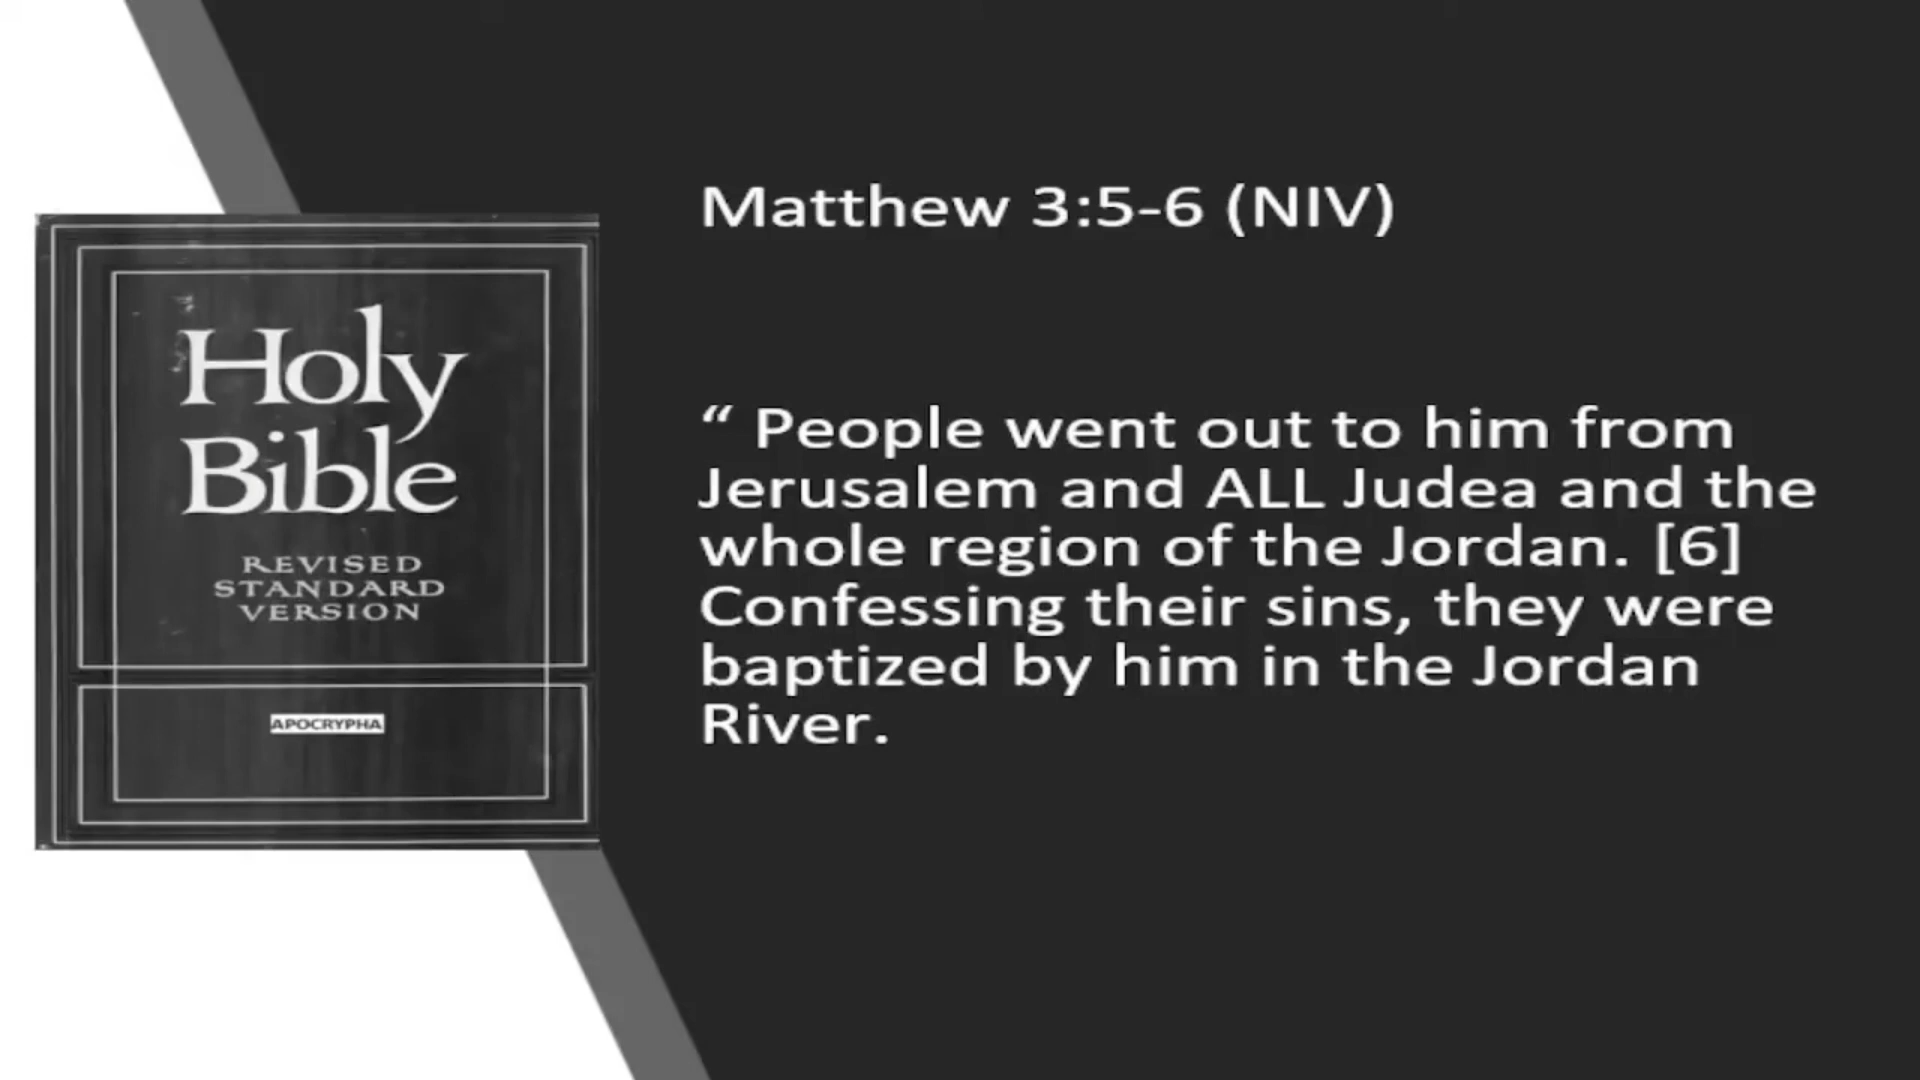 Holy
Bible
REVISED
STANDARD
VERSION
APOCRYPHA
Matthew 3:5-6 (NIV)
“ People went out to him from
Jerusalem and ALL Judea and the
whole region of the Jordan. [6]
Confessing their sins, they were
baptized by him in the Jordan
River.